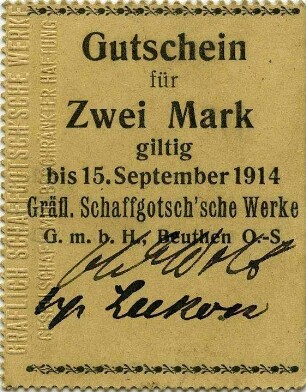 Gutschein
für
Zwei Mark
giltig
bis 15. September 1914
Gräfl. Schaffgotsch'sche Werke
G. m. b. H., Beuthen O.-S.
GRÄFLICH SCHAFFGOTSCH'SCHE WERKE
GESELLSCHAFT MIT BESCHRÄNKTER HAFTUNG